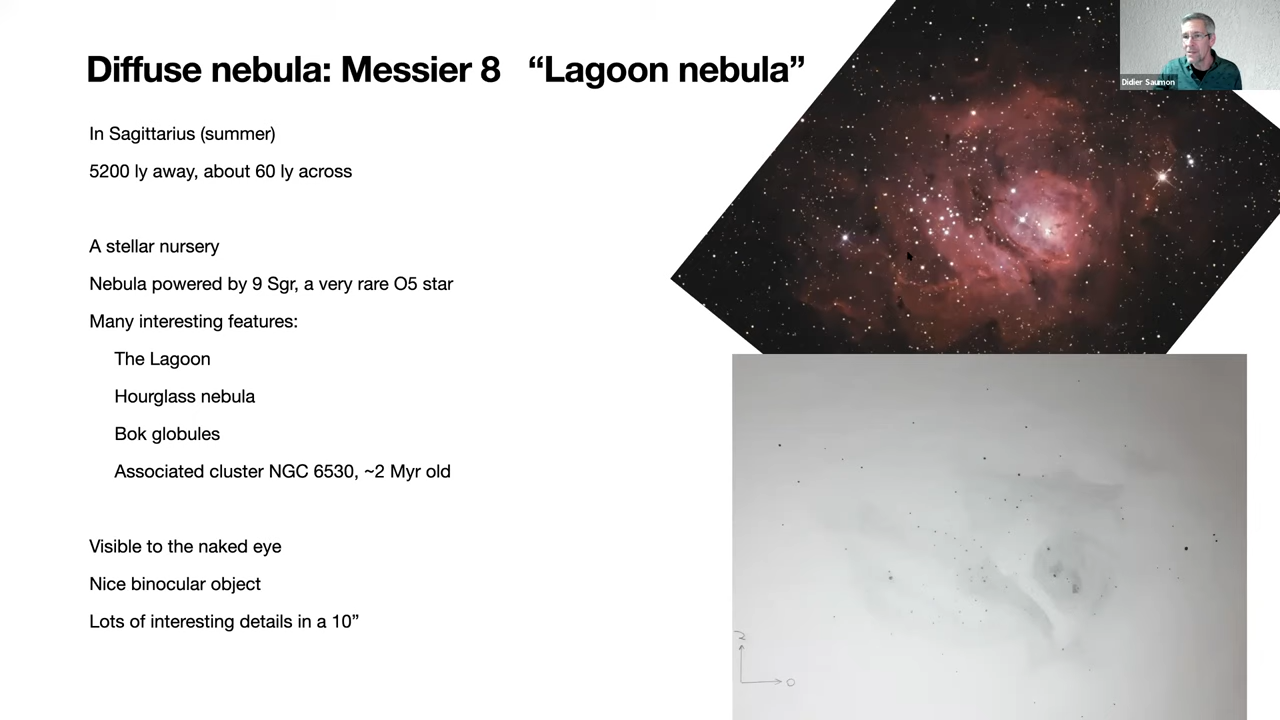 Diffuse nebula: Messier 8 “Lagoon nebula”
Didier Saumon
In Sagittarius (summer)
5200 ly away, about 60 ly across
A stellar nursery
Nebula powered by 9 Sgr, a very rare O5 star
Many interesting features:
The Lagoon
Hourglass nebula
Bok globules
Associated cluster NGC 6530, ~2 Myr old
Visible to the naked eye
Nice binocular object
Lots of interesting details in a 10”
N
O